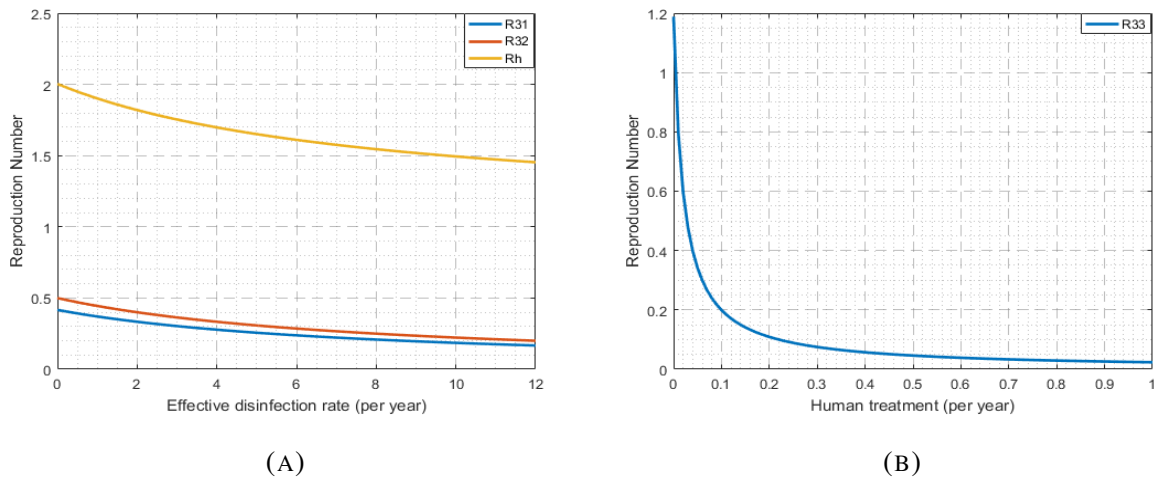 2.5
2
1.5
1
0.5
0
0 2 4 6 8 10 12
Reproduction Number
Effective disinfection rate (per year)
R31
R32
Rh
(A)
1.2
1
0.8
0.6
0.4
0.2
0
0 0.1 0.2 0.3 0.4 0.5 0.6 0.7 0.8 0.9 1
Reproduction Number
Human treatment (per year)
R33
(B)